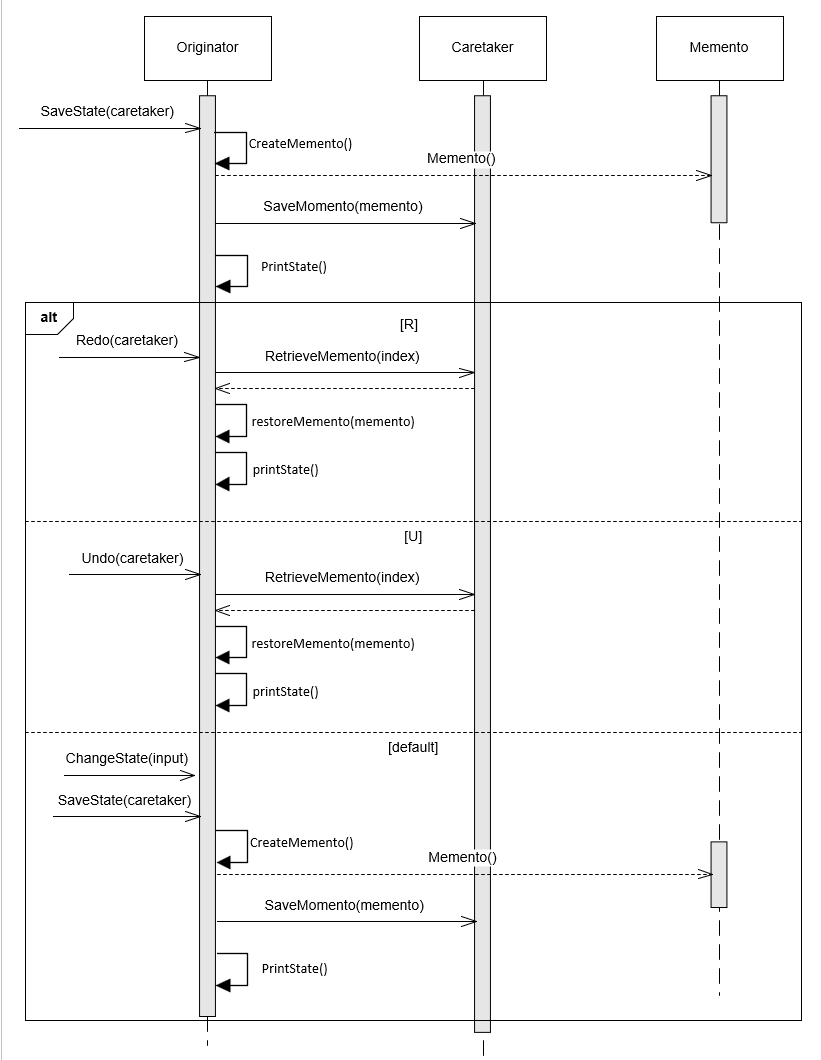 Originator
Caretaker
Memento
SaveState(caretaker)
CreateMemento()
Memento()
SaveMomento(memento)
PrintState()
alt
[R]
Redo(caretaker)
RetrieveMemento(index)
restoreMemento(memento)
printState()
[U]
Undo(caretaker)
RetrieveMemento(index)
restoreMemento(memento)
printState()
[default]
ChangeState(input)
SaveState(caretaker)
CreateMemento()
Memento()
SaveMomento(memento)
PrintState()